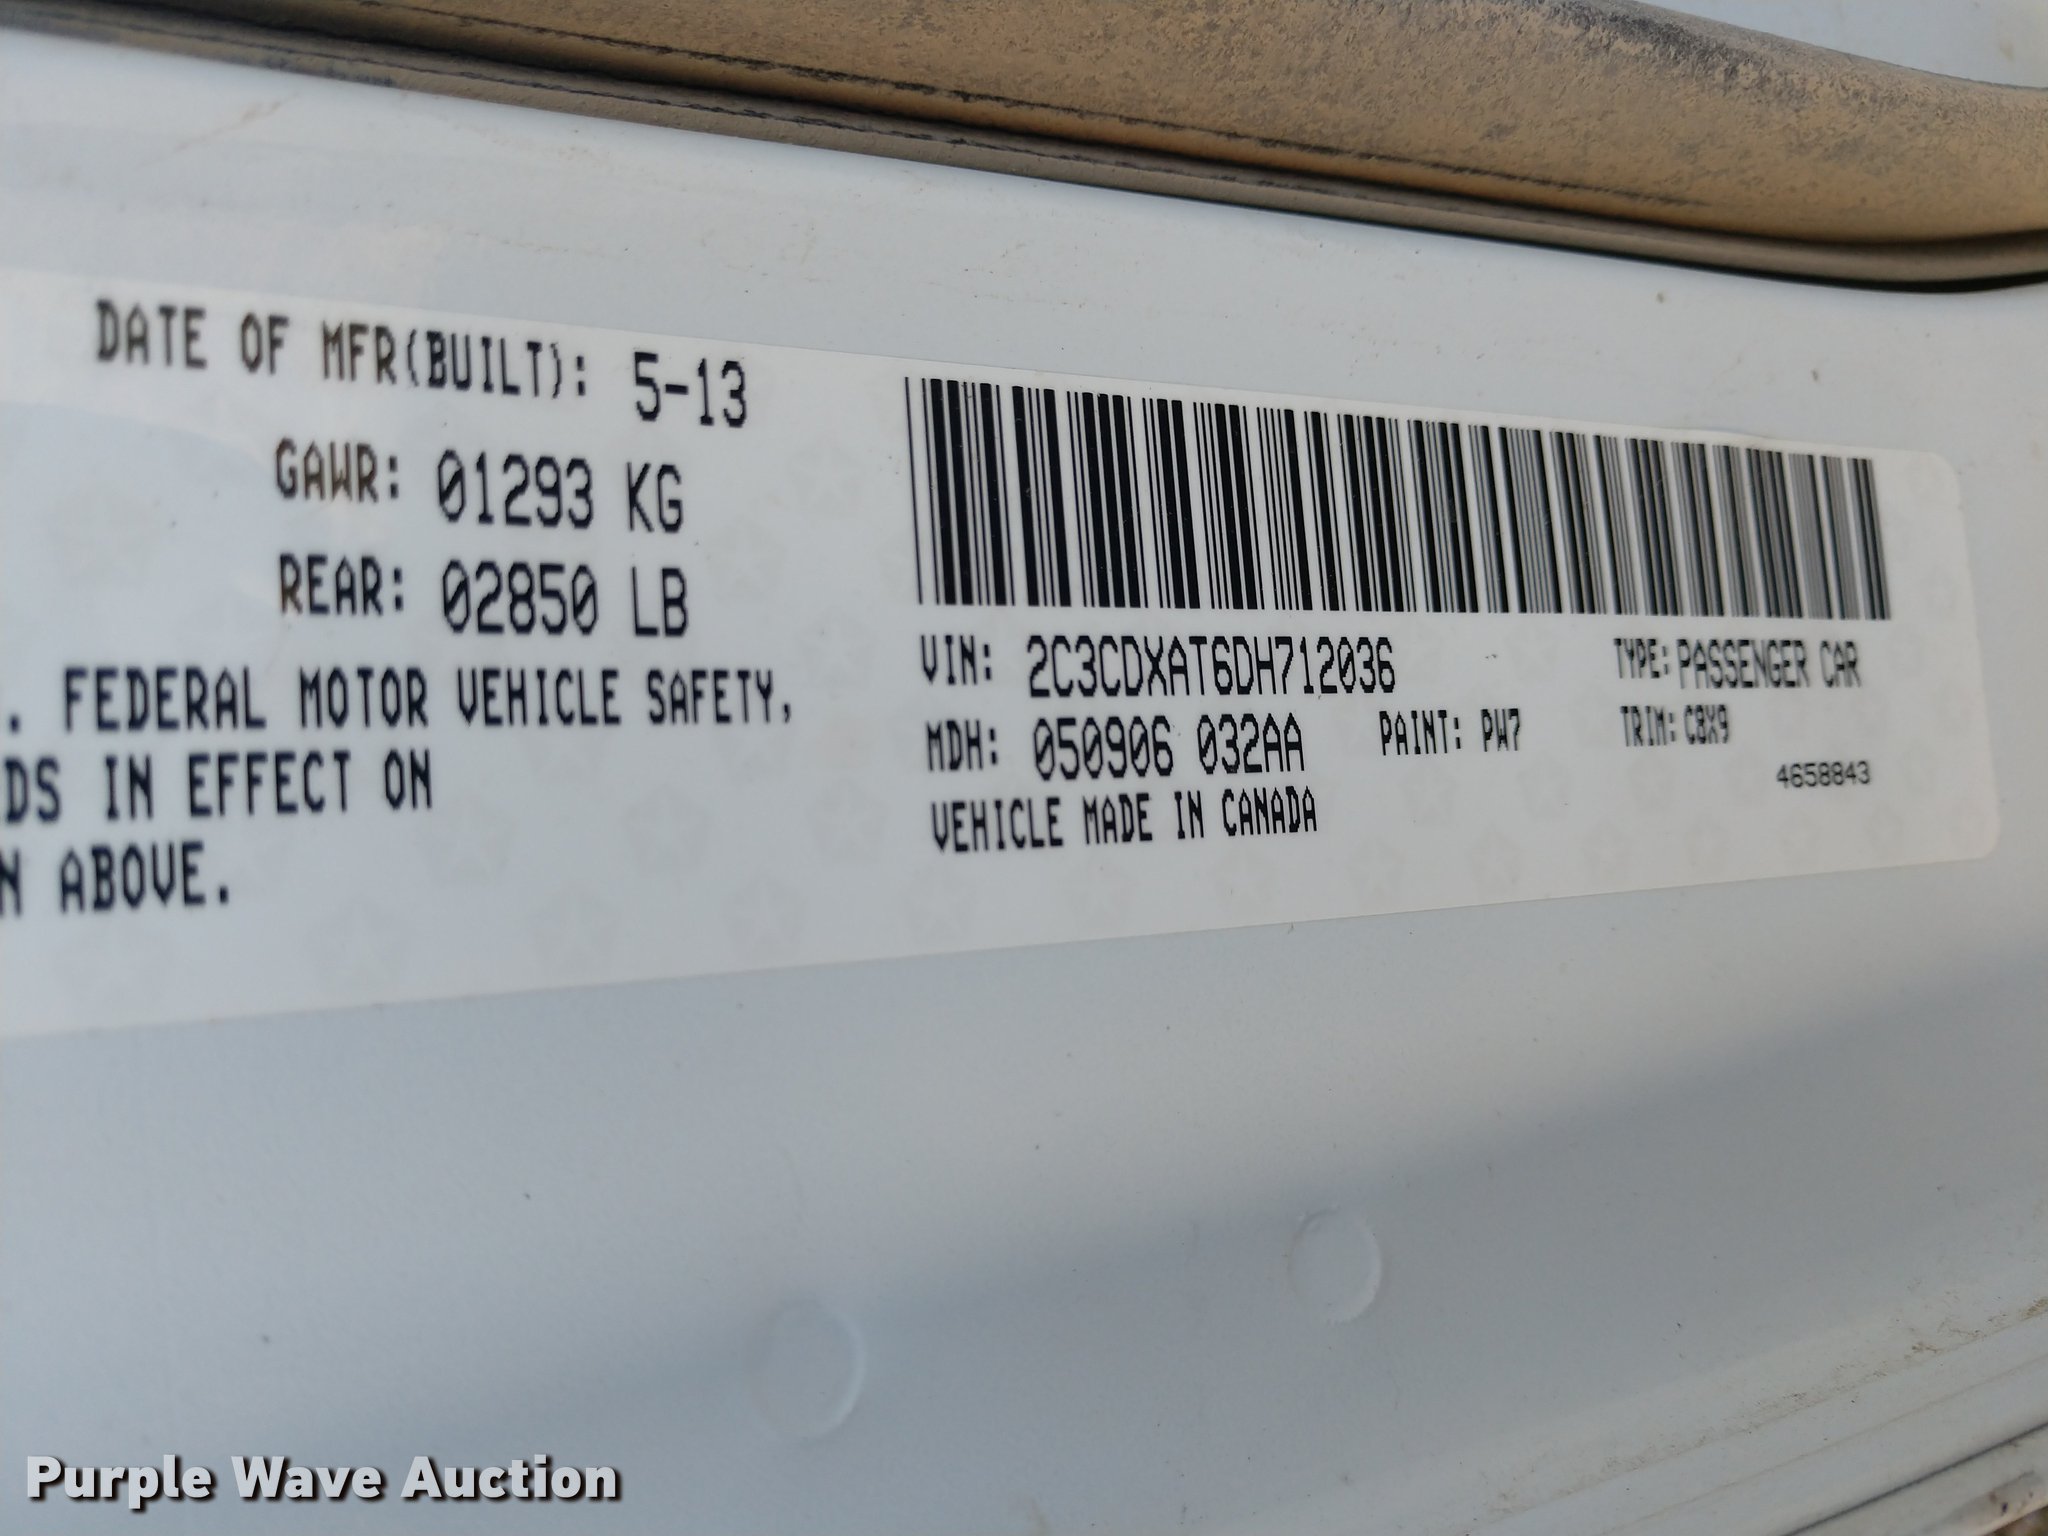 DATE OF MFR(BUILT): 5-13
GAWR: 01293 KG
REAR: 02850 LB
. FEDERAL MOTOR VEHICLE SAFETY,
DS IN EFFECT ON
N ABOVE.
VIN: 2C3CDXAT6DH712036 TYPE: PASSENGER CAR
MDH: 050906 032AA PAINT: PW7 TRIM: C8X9
VEHICLE MADE IN CANADA
4658843
Purple Wave Auction